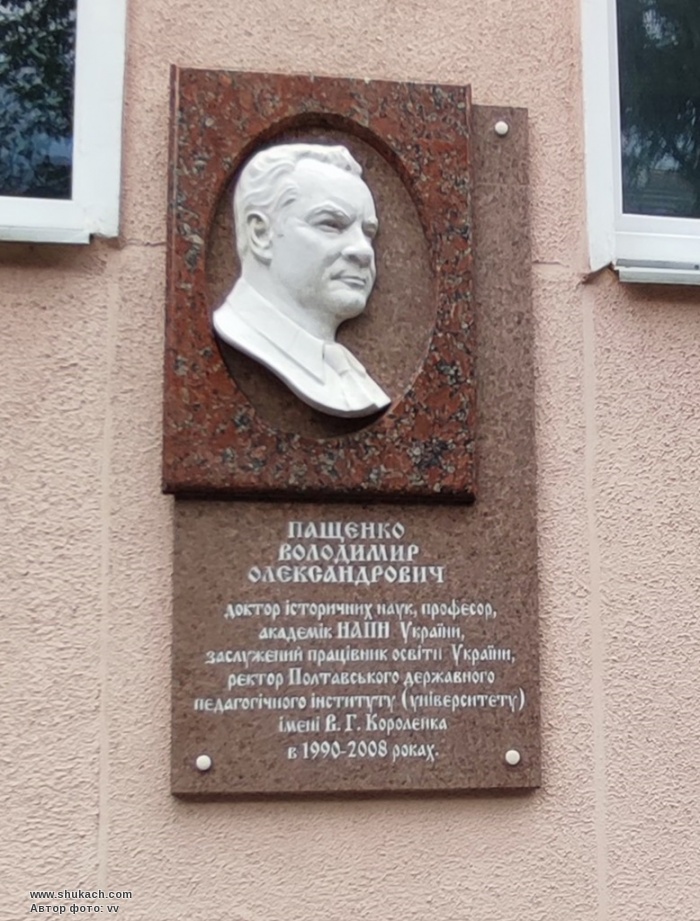 ПАЩЕНКО
ВОЛОДИМИР
ОЛЕКСАНДРОВИЧ
доктор історичних наук, професор,
академік НАПН України,
заслужений працівник освіти України,
ректор Полтавського державного
педагогічного інституту (університету)
імені В. Г. Короленка
в 1990-2008 роках.
www.shukach.com
Автор фото: vv